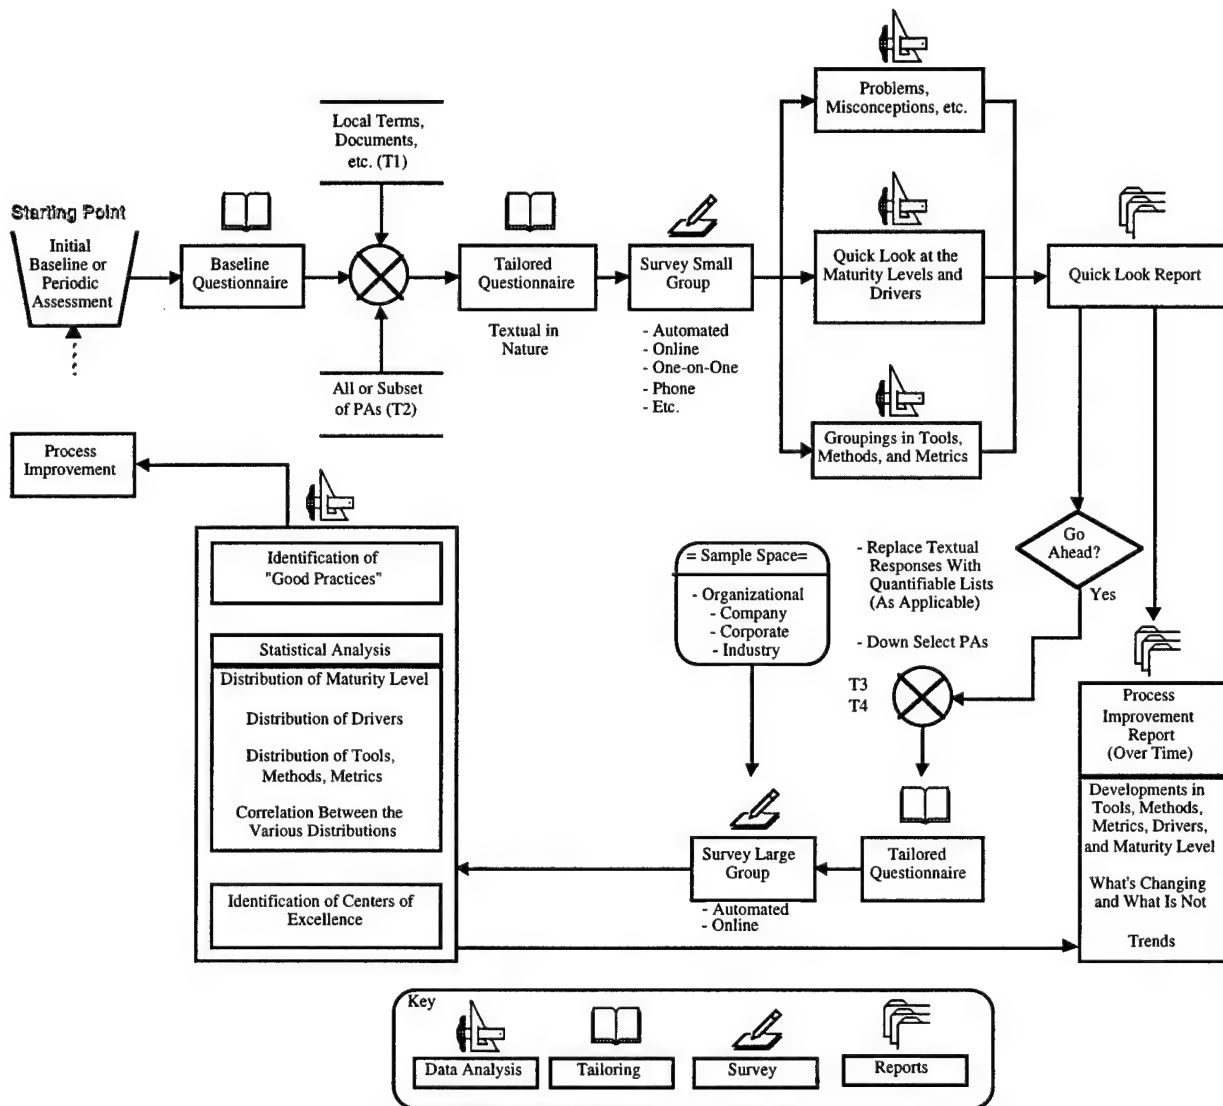 Starting Point
Initial
Baseline or
Periodic
Assessment
Baseline
Questionnaire
Local Terms,
Documents,
etc. (T1)
All or Subset
of PAs (T2)
Tailored
Questionnaire
Textual in
Nature
Survey Small
Group
- Automated
- Online
- One-on-One
- Phone
- Etc.
Problems,
Misconceptions, etc.
Quick Look at the
Maturity Levels and
Drivers
Groupings in Tools,
Methods, and Metrics
Quick Look Report
Go
Ahead?
Yes
- Replace Textual
Responses With
Quantifiable Lists
(As Applicable)
- Down Select PAs
T3
T4
= Sample Space=
- Organizational
- Company
- Corporate
- Industry
Tailored
Questionnaire
Survey Large
Group
- Automated
- Online
Process
Improvement
Identification of
"Good Practices"
Statistical Analysis
Distribution of Maturity Level
Distribution of Drivers
Distribution of Tools,
Methods, Metrics
Correlation Between the
Various Distributions
Identification of Centers of
Excellence
Process
Improvement
Report
(Over Time)
Developments in
Tools, Methods,
Metrics, Drivers,
and Maturity Level
What's Changing
and What Is Not
Trends
Key
Data Analysis
Tailoring
Survey
Reports